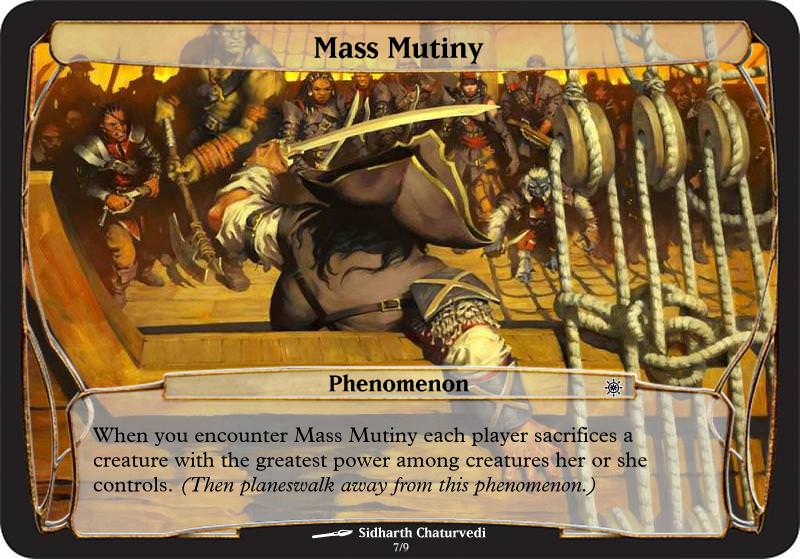 Mass Mutiny
Phenomenon
When you encounter Mass Mutiny each player sacrifices a
creature with the greatest power among creatures her or she
controls. (Then planeswalk away from this phenomenon.)
Sidharth Chaturvedi
7/9